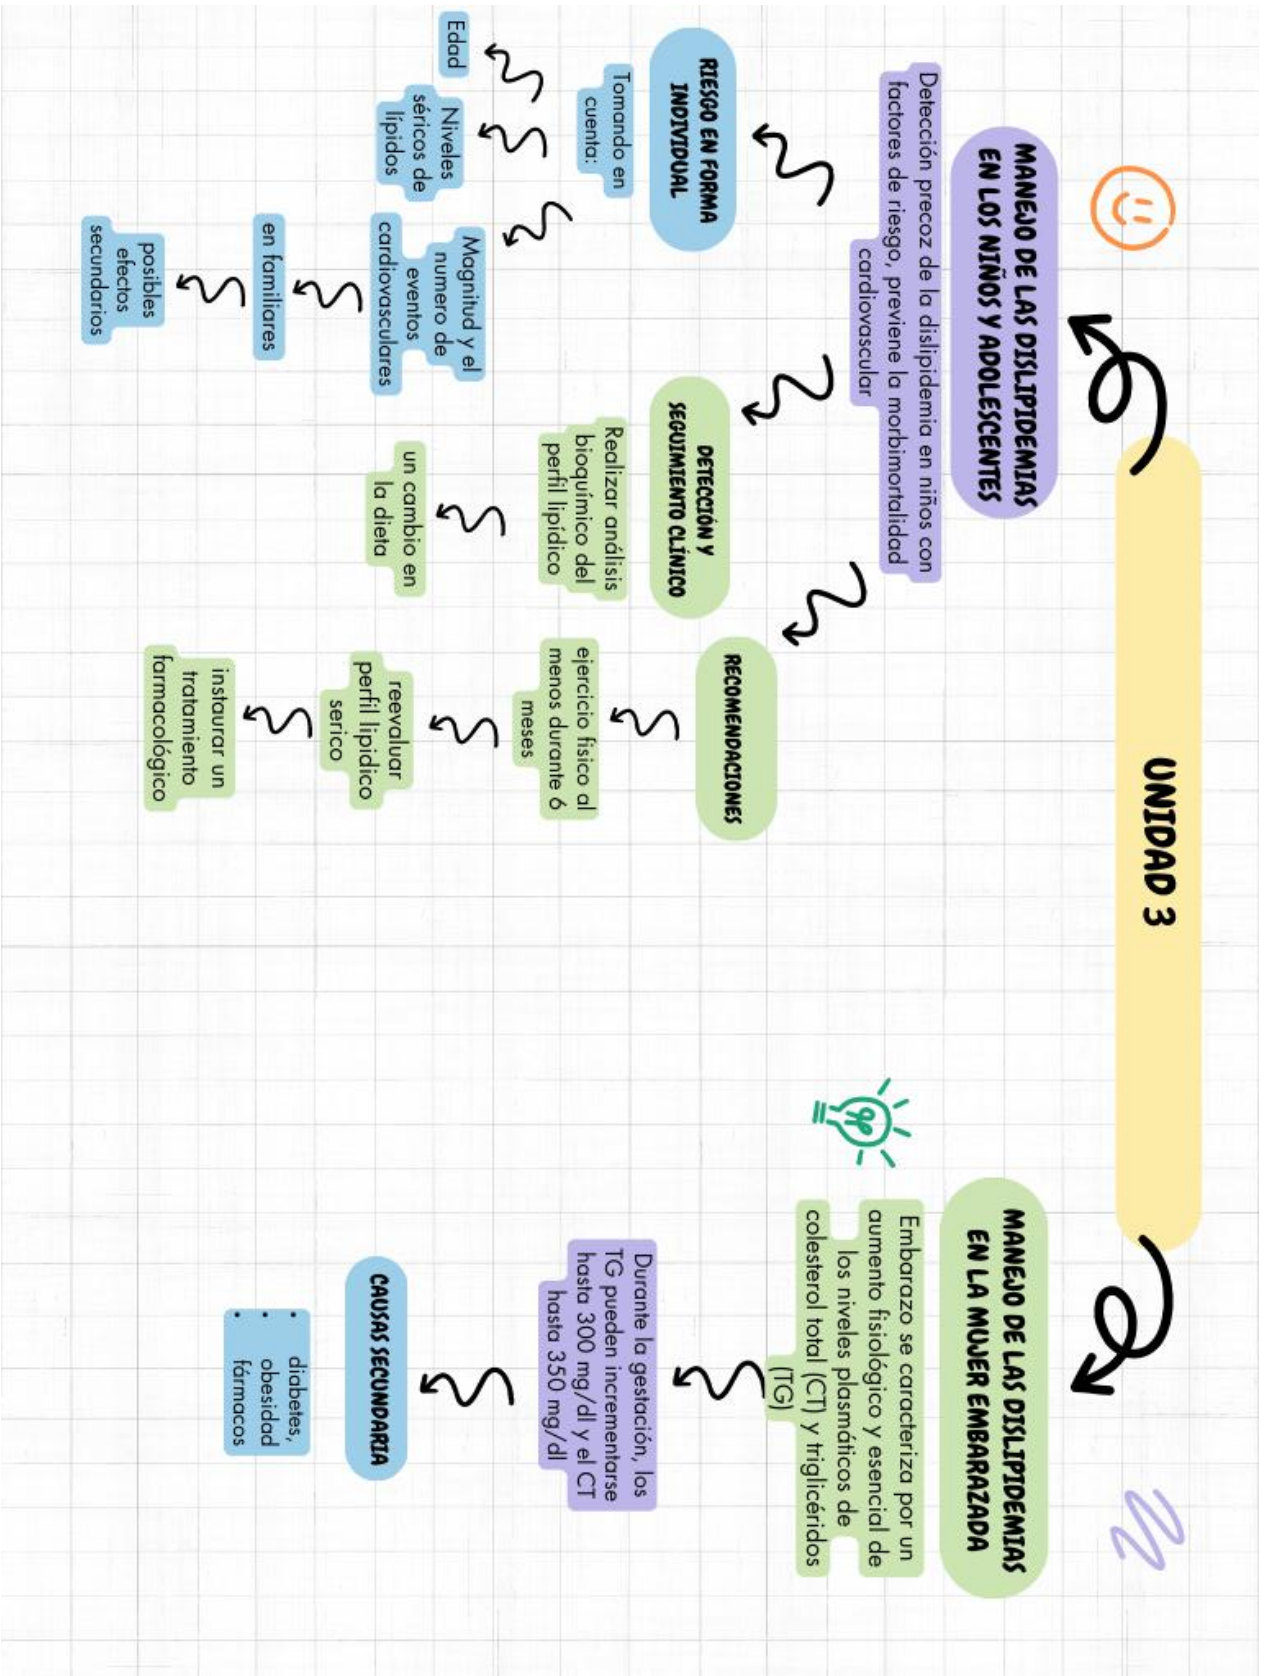 UNIDAD 3
MANEJO DE LAS DISLIPIDEMIAS
EN LOS NIÑOS Y ADOLESCENTES
Detección precoz de la dislipidemia en niños con
factores de riesgo, previene la morbimortalidad
cardiovascular
RIESGO EN FORMA
INDIVIDUAL
Tomando en
cuenta:
Edad
Niveles
séricos de
lípidos
Magnitud y el
numero de
eventos
cardiovasculares
en familiares
posibles
efectos
secundarios
DETECCIÓN Y
SEGUIMIENTO CLÍNICO
Realizar análisis
bioquímico del
perfil lipídico
un cambio en
la dieta
RECOMENDACIONES
ejercicio fisico al
menos durante 6
meses
reevaluar
perfil lipidico
serico
instaurar un
tratamiento
farmacológico
MANEJO DE LAS DISLIPIDEMIAS
EN LA MUJER EMBARAZADA
Embarazo se caracteriza por un
aumento fisiológico y esencial de
los niveles plasmáticos de
colesterol total (CT) y triglicéridos
(TG)
Durante la gestación, los
TG pueden incrementarse
hasta 300 mg/dl y el CT
hasta 350 mg/dl
CAUSAS SECUNDARIA
• diabetes,
• obesidad
• fármacos